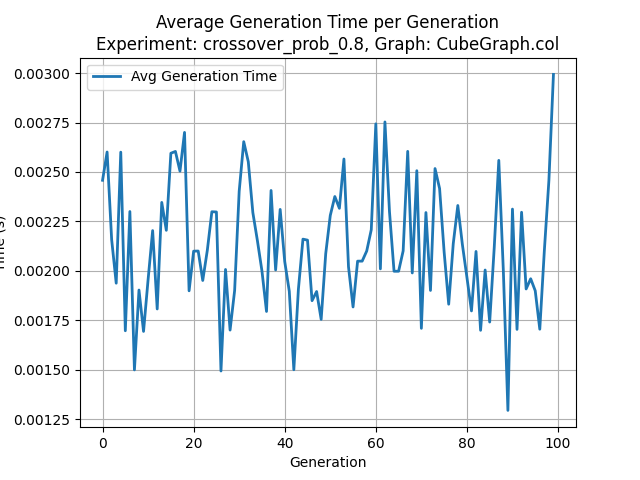 Average Generation Time per Generation
Experiment: crossover_prob_0.8, Graph: CubeGraph.col
Avg Generation Time
0.00300
0.00275
0.00250
0.00225
0.00200
0.00175
0.00150
0.00125
Time (s)
0 20 40 60 80 100
Generation